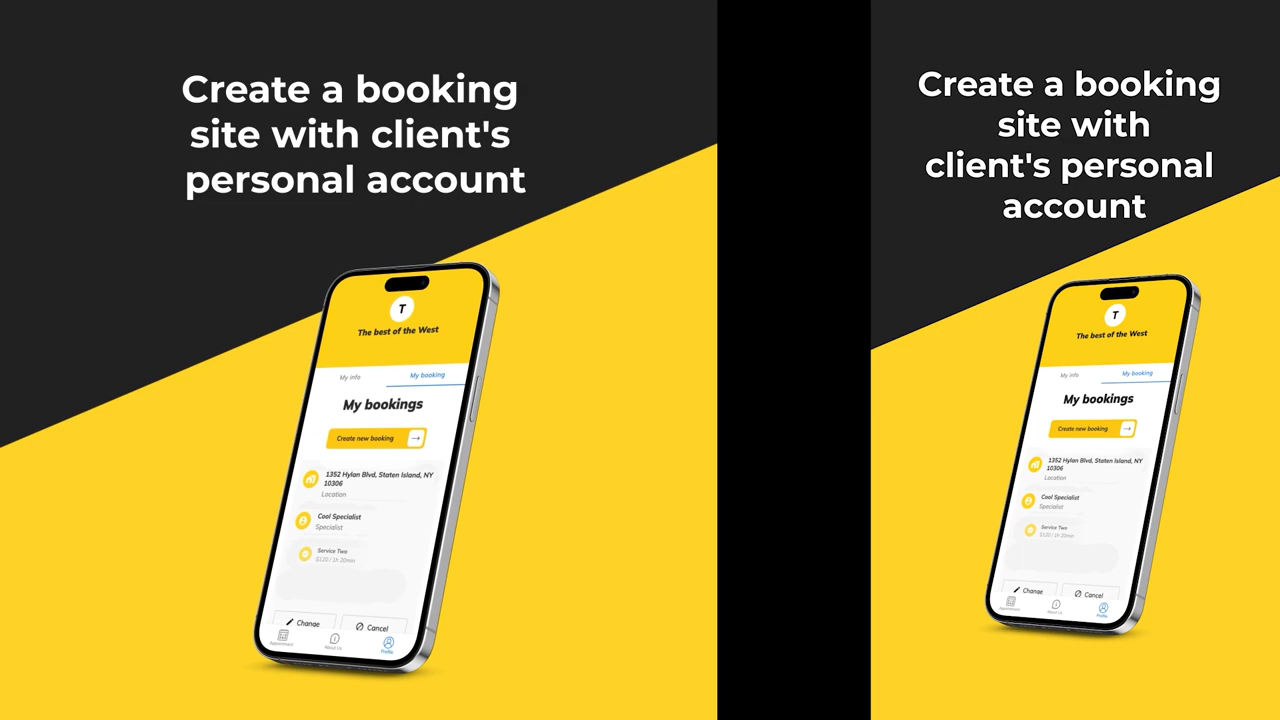 Create a booking
site with client's
personal account
T
The best of the West
My info
My booking
My bookings
Create new booking
1352 Hylan Blvd, Staten Island, NY
10306
Location
Cool Specialist
Specialist
Service Two
$120 / 1h 20min
Change
Cancel
Appointment
About Us
Profile
Create a booking
site with
client's personal
account
T
The best of the West
My info
My booking
My bookings
Create new booking
1352 Hylan Blvd, Staten Island, NY
10306
Location
Cool Specialist
Specialist
Service Two
$120 / 1h 20min
Change
Cancel
Appointment
About Us
Profile